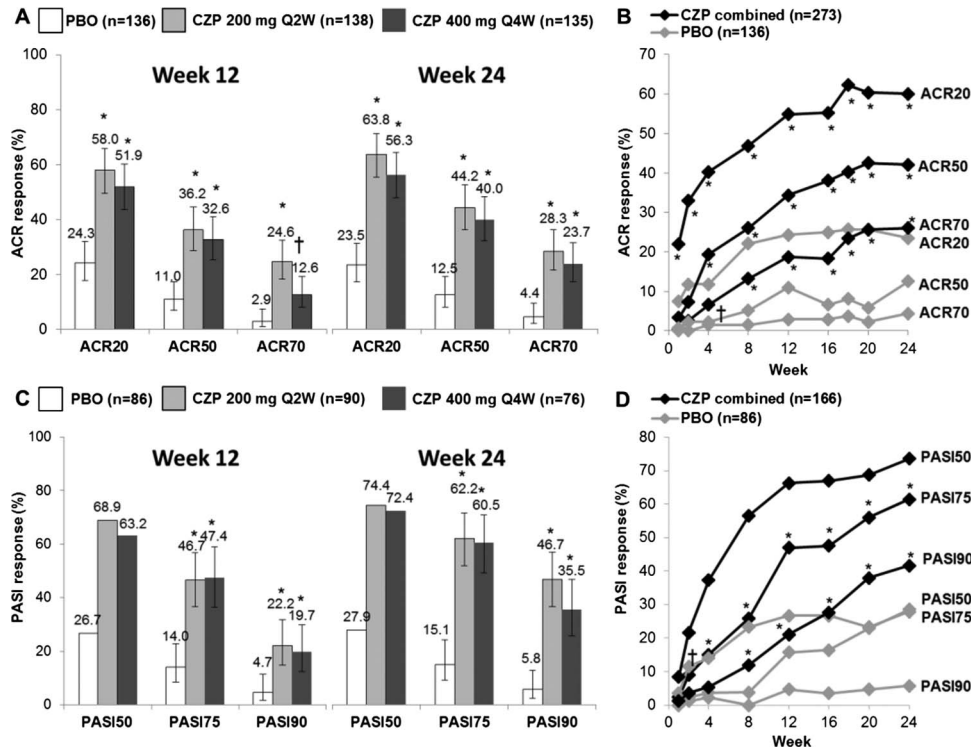 A
PBO (n=136) CZP 200 mg Q2W (n=138) CZP 400 mg Q4W (n=135)
Week 12 Week 24
ACR response (%)
100
80
60
40
20
0
24.3 58.0 * 51.9 *
11.0 36.2 * 32.6 *
2.9 24.6 * 12.6 †
23.5 63.8 * 56.3 *
12.5 44.2 * 40.0 *
4.4 28.3 * 23.7 *
ACR20 ACR50 ACR70 ACR20 ACR50 ACR70
B
CZP combined (n=273)
PBO (n=136)
ACR response (%)
70
60
50
40
30
20
10
0
ACR20
ACR50
ACR70
ACR20
ACR50
ACR70
* * * * * * * *
* * * * * *
† * * * * * *
0 4 8 12 16 20 24
Week
C
PBO (n=86) CZP 200 mg Q2W (n=90) CZP 400 mg Q4W (n=76)
Week 12 Week 24
PASI response (%)
100
80
60
40
20
0
26.7 68.9 63.2
14.0 46.7 * 47.4 *
4.7 22.2 * 19.7 *
27.9 74.4 72.4
15.1 62.2 * 60.5 *
5.8 46.7 * 35.5 *
PASI50 PASI75 PASI90 PASI50 PASI75 PASI90
D
CZP combined (n=166)
PBO (n=86)
PASI response (%)
80
70
60
50
40
30
20
10
0
PASI50
PASI75
PASI90
PASI50
PASI75
PASI90
† * * * * * *
* * * * *
0 4 8 12 16 20 24
Week